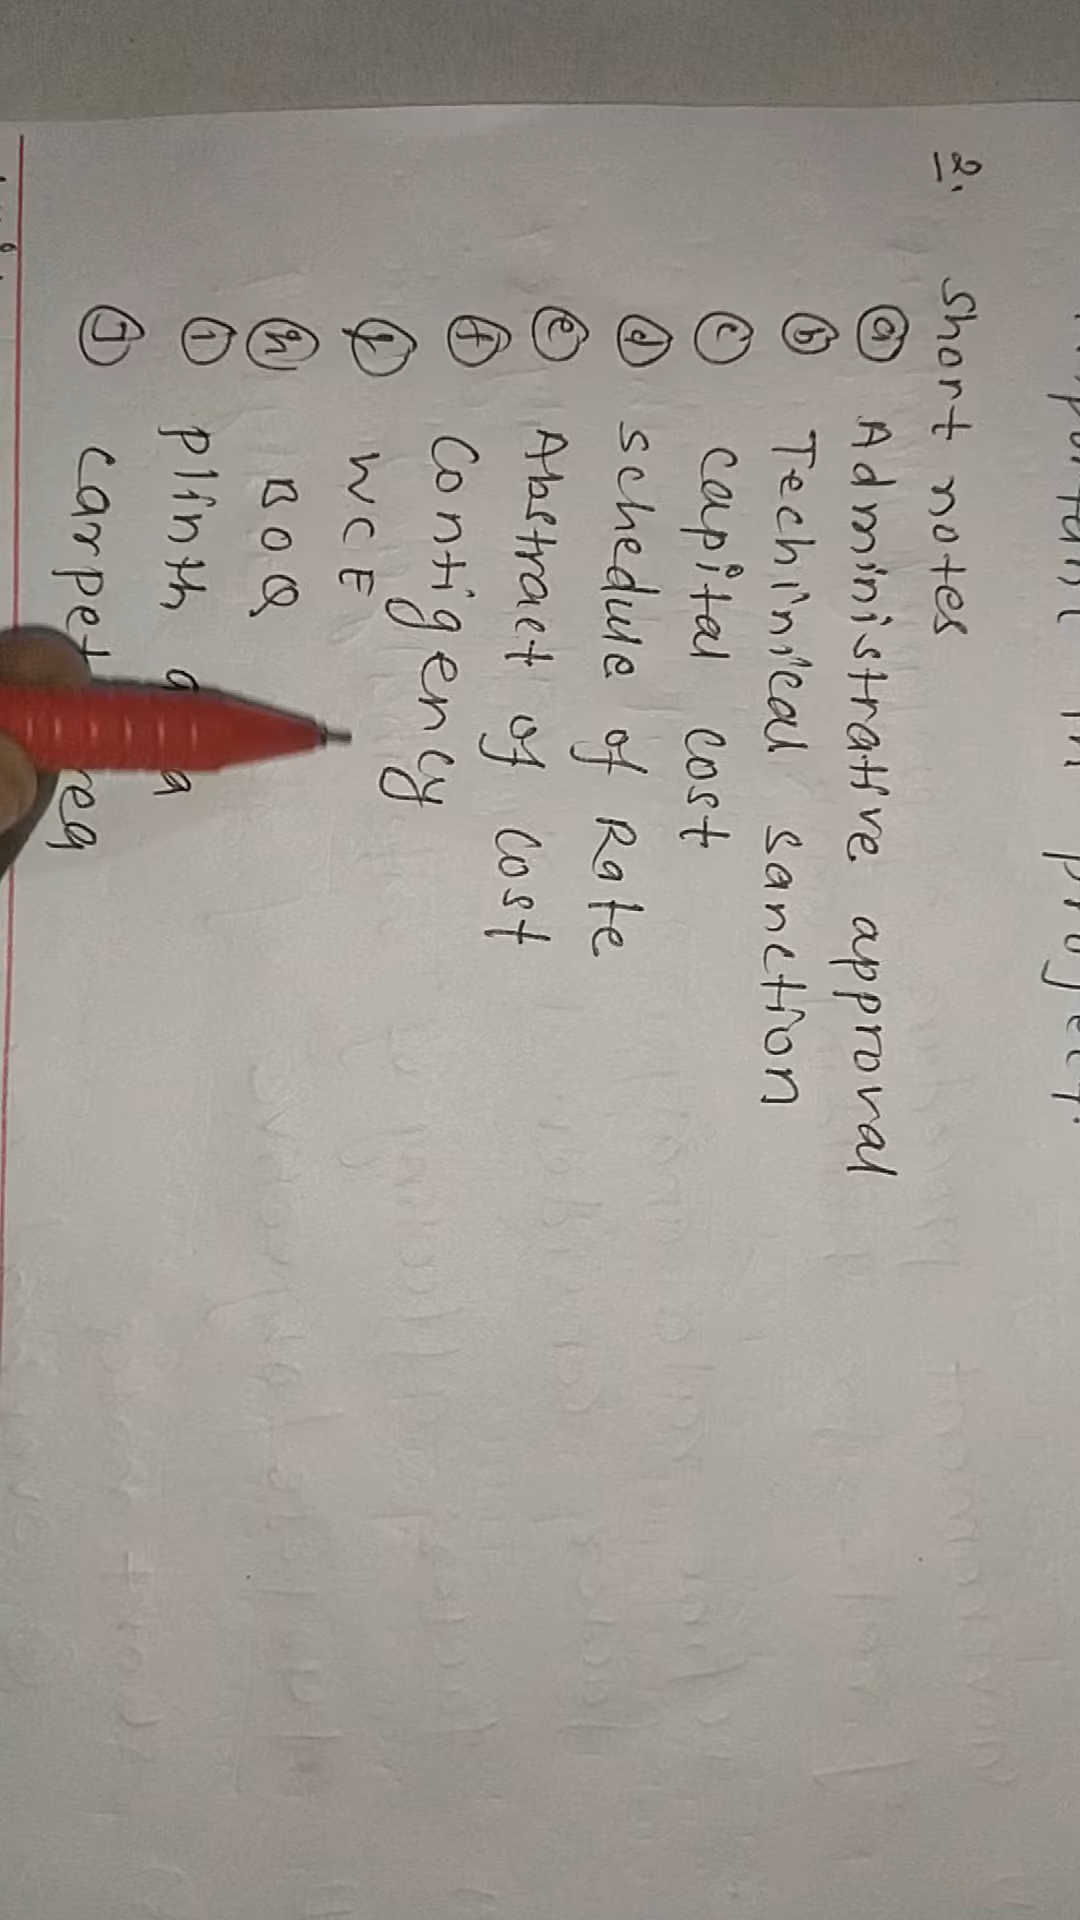 2. Short notes
a Administrative approval
b Techinical sanction
c Capital Cost
d Schedule of Rate
e Abstract of Cost
f Contigency
g WCE
h BOQ
i Plinth
j Carpet